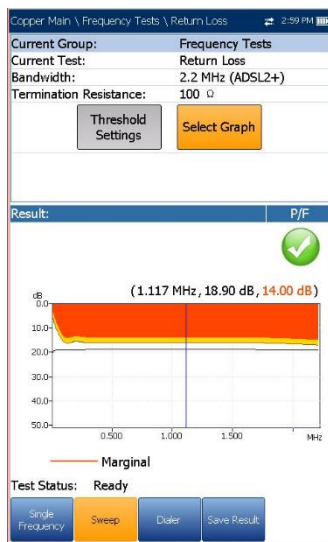 Copper Main \ Frequency Tests \ Return Loss 2:59 PM
Current Group: Frequency Tests
Current Test: Return Loss
Bandwidth: 2.2 MHz (ADSL2+)
Termination Resistance: 100 Ω
Threshold Settings Select Graph
Result: P/F
(1.117 MHz, 18.90 dB, 14.00 dB)
dB
0.0
10.0
20.0
30.0
40.0
50.0
0.500 1.000 1.500 MHz
Marginal
Test Status: Ready
Single Frequency Sweep Dialer Save Result